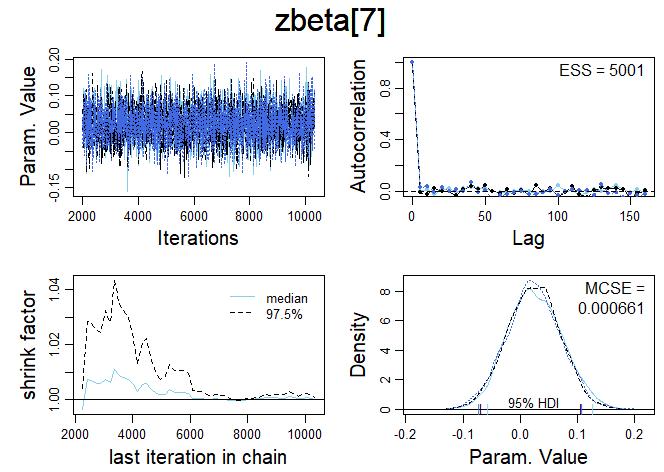 zbeta[7]
Param. Value
-0.15 0.00 0.10 0.20
2000 4000 6000 8000 10000
Iterations
Autocorrelation
0.0 0.4 0.8
ESS = 5001
0 50 100 150
Lag
shrink factor
1.00 1.02 1.04
median
97.5%
2000 4000 6000 8000 10000
last iteration in chain
Density
0 2 4 6 8
MCSE =
0.000661
95% HDI
-0.2 -0.1 0.0 0.1 0.2
Param. Value